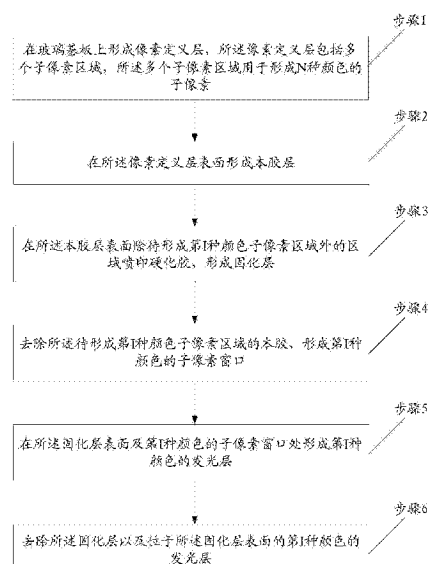 步骤1
在玻璃基板上形成像素定义层，所述像素定义层包括多
个子像素区域，所述多个子像素区域用于形成N种颜色的
子像素
步骤2
在所述像素定义层表面形成本胶层
步骤3
在所述本胶层表面除待形成第I种颜色子像素区域外的区
域喷印硬化胶，形成固化层
步骤4
去除所述待形成第I种颜色子像素区域的本胶、形成第I种
颜色的子像素窗口
步骤5
在所述固化层表面及第I种颜色的子像素窗口处形成第I种
颜色的发光层
步骤6
去除所述固化层以及位于所述固化层表面的第I种颜色的
发光层